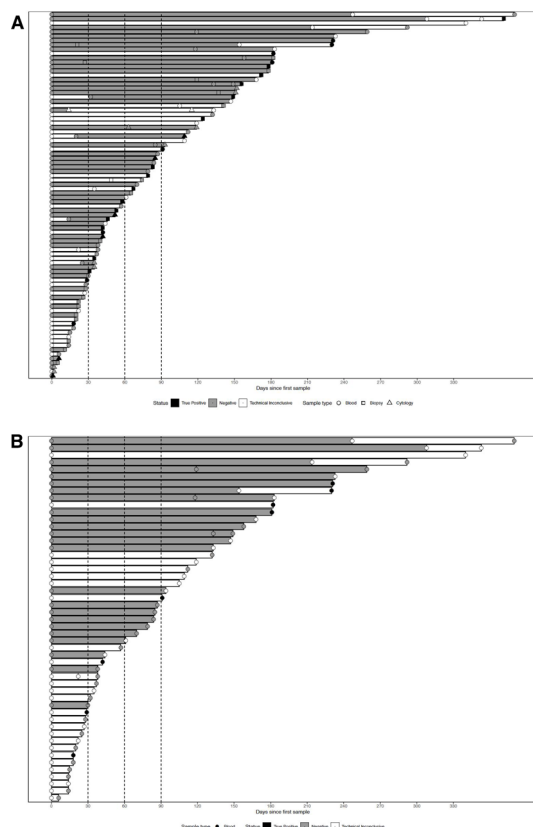 A
0 30 60 90 120 150 180 210 240 270 300 330
Days since first sample
Status True Positive Negative Technical Inconclusive Sample type Blood Biopsy Cytology
B
0 30 60 90 120 150 180 210 240 270 300 330
Days since first sample
Sample type Blood Status True Positive Negative Technical Inconclusive